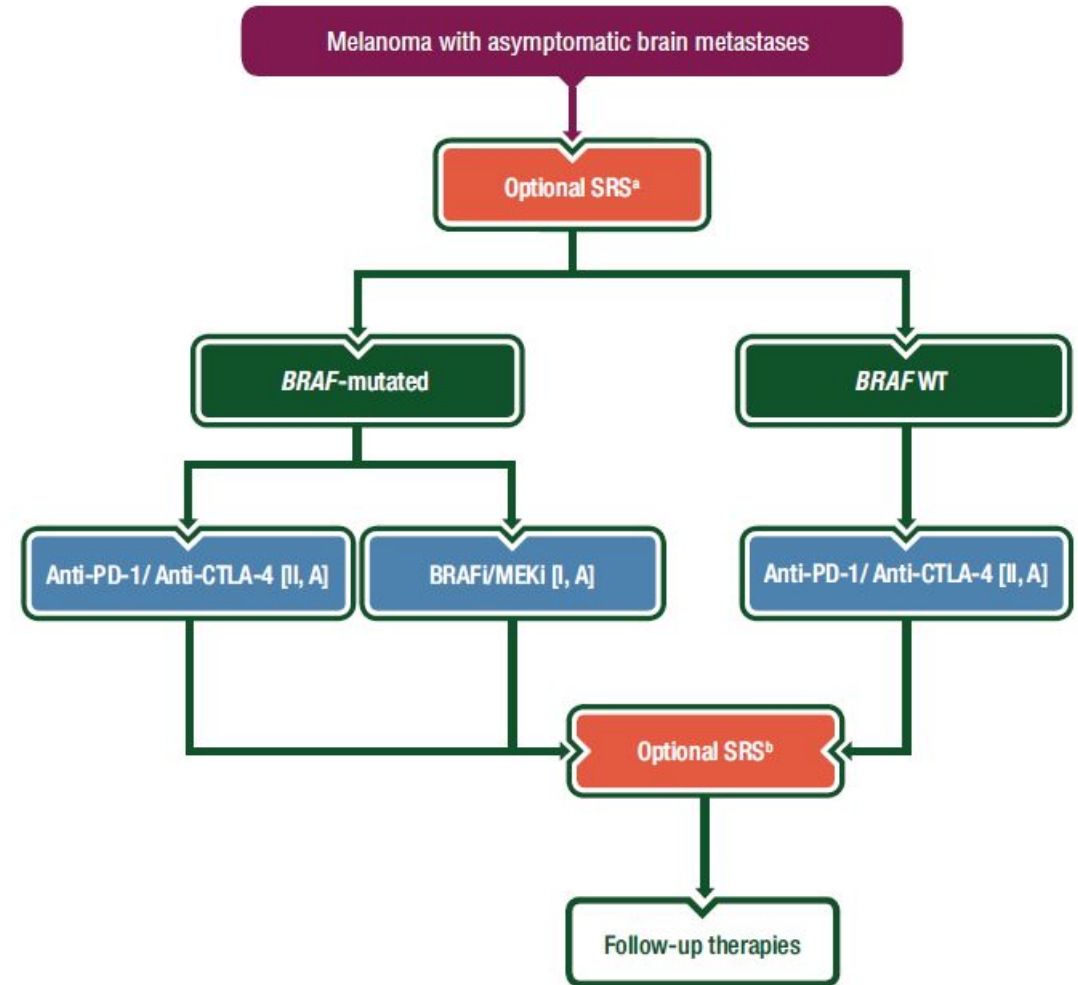 Melanoma with asymptomatic brain metastases
Optional SRSᵃ
BRAF-mutated
BRAF WT
Anti-PD-1/ Anti-CTLA-4 [II, A]
BRAFi/MEKi [I, A]
Anti-PD-1/ Anti-CTLA-4 [II, A]
Optional SRSᵇ
Follow-up therapies